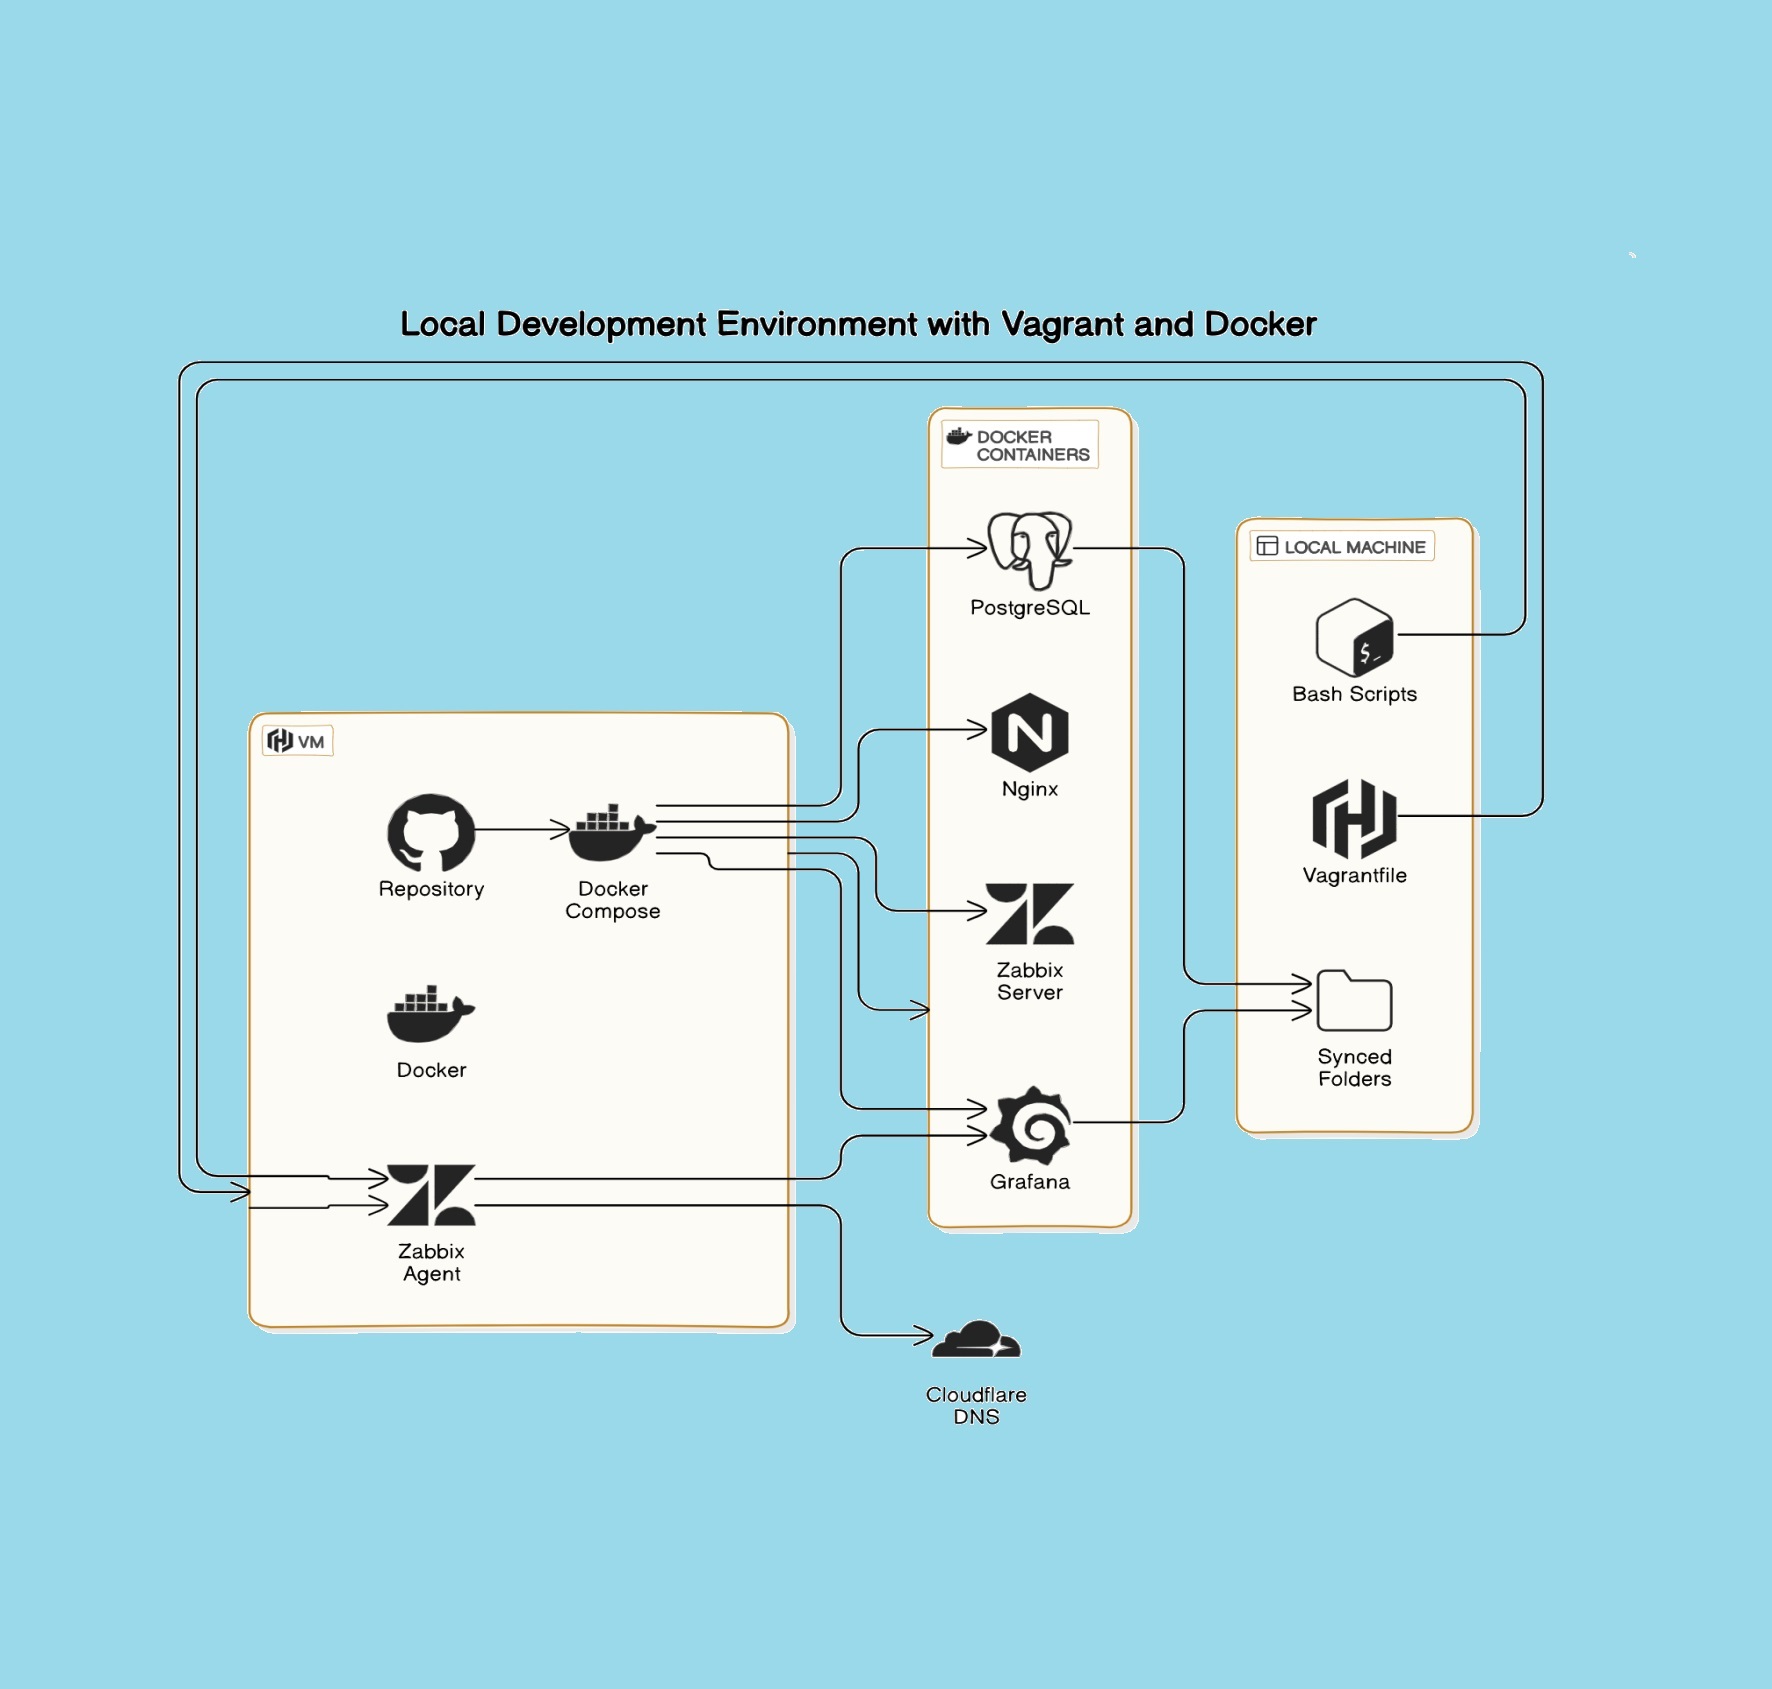 Local Development Environment with Vagrant and Docker
DOCKER
CONTAINERS
PostgreSQL
Nginx
Zabbix
Server
Grafana
LOCAL MACHINE
$_
Bash Scripts
Vagrantfile
Synced
Folders
VM
Repository
Docker
Compose
Docker
Zabbix
Agent
Cloudflare
DNS